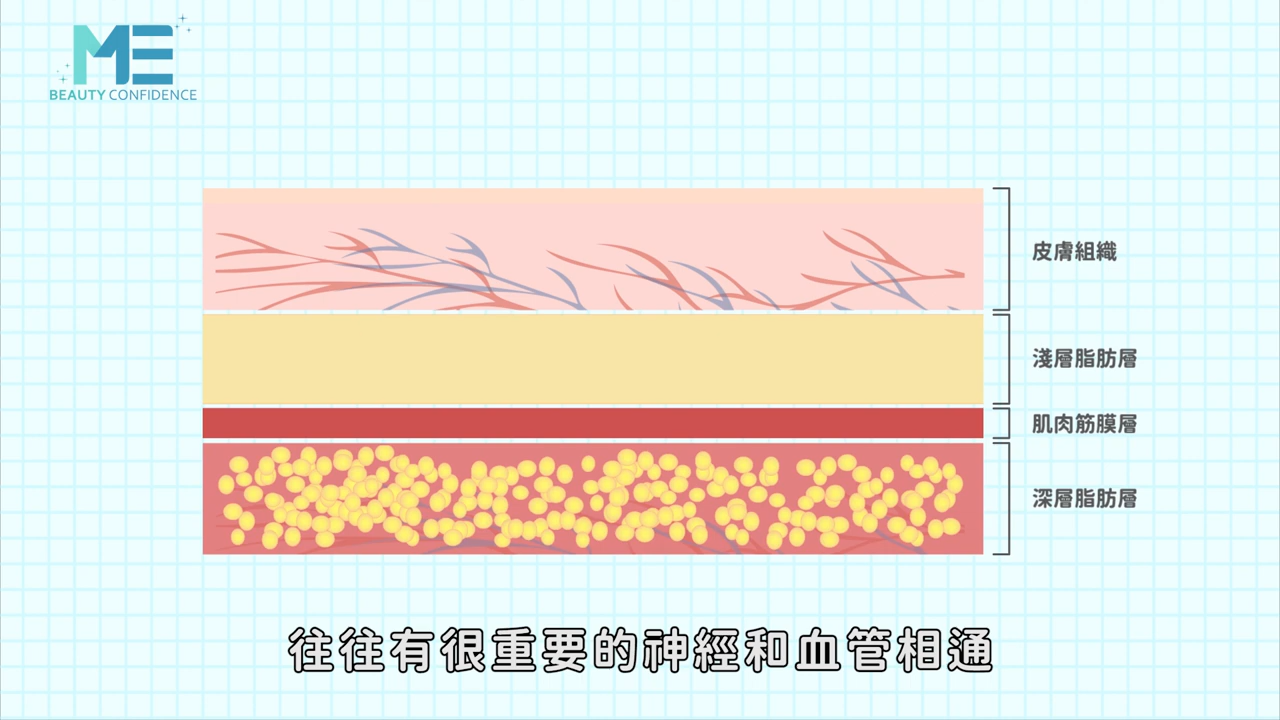 ME
BEAUTY CONFIDENCE
皮膚組織
淺層脂肪層
肌肉筋膜層
深層脂肪層
往往有很重要的神經和血管相通